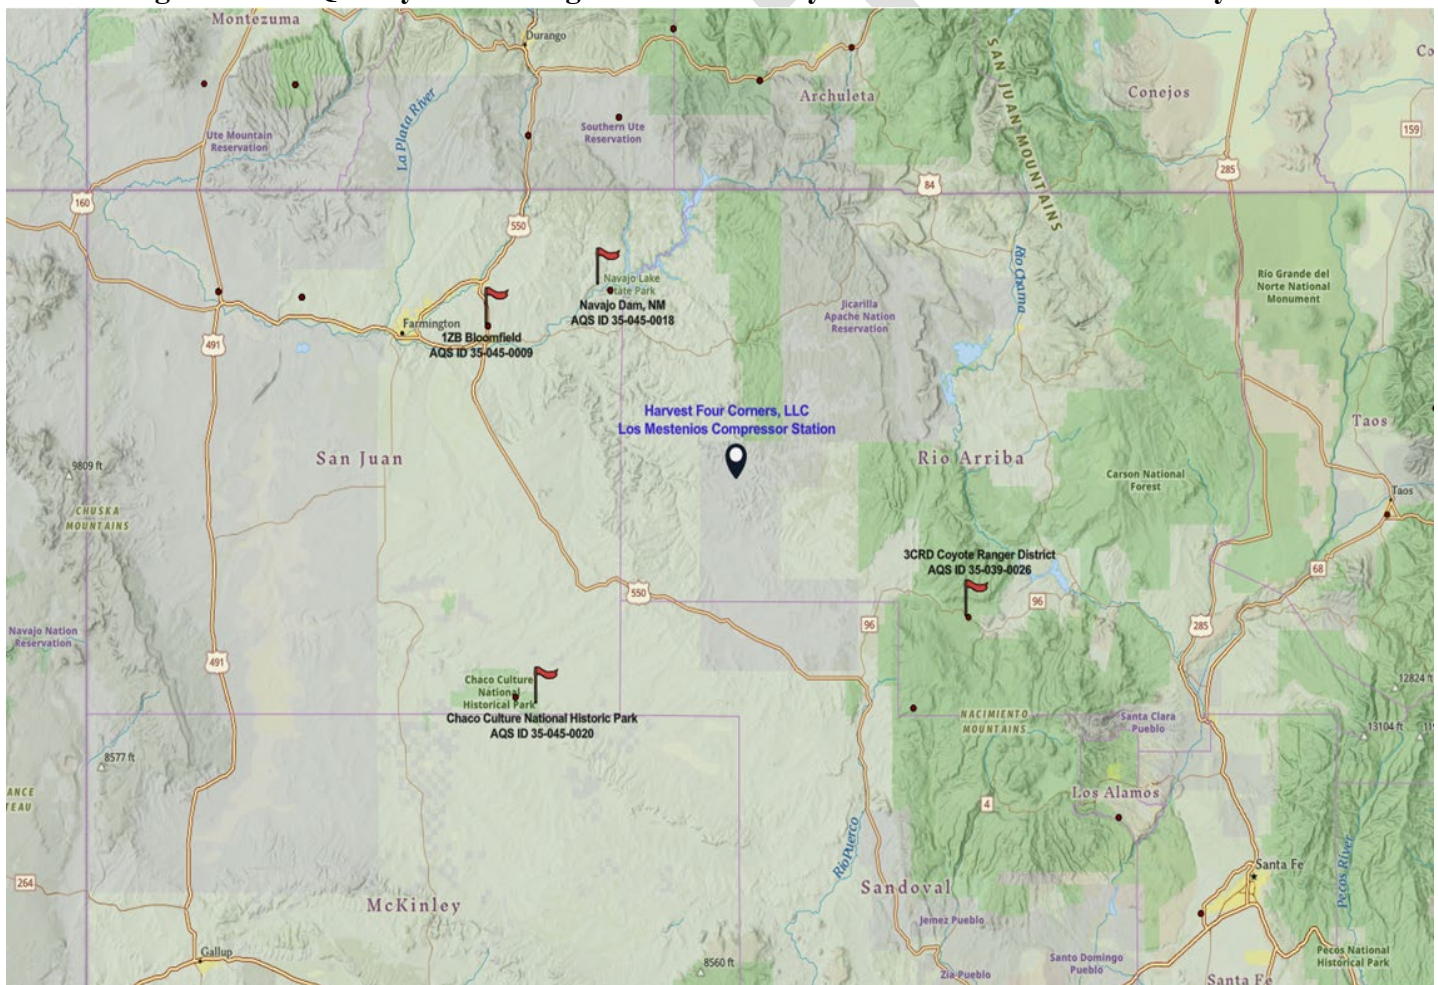 Montezuma
Durango
SAN JUAN MOUNTAINS
Archuleta
Conejos
159
La Plata River
Ute Mountain
Reservation
Southern Ute
Reservation
285
84
160
550
Rio Chama
Navajo Lake
State Park
Navajo Dam, NM
AQS ID 35-045-0018
Rio Grande del
Norte National
Monument
Jicarilla
Apache Nation
Reservation
Farmington
1ZB Bloomfield
AQS ID 35-045-0009
491
Harvest Four Corners, LLC
Los Mestenios Compressor Station
Taos
San Juan
Rio Arriba
9809 ft
Carson National
Forest
Taos
CHUSKA
MOUNTAINS
3CRD Coyote Ranger District
AQS ID 35-039-0026
68
550
96
96
285
Navajo Nation
Reservation
491
Chaco Culture
National
Historical Park
12824 ft
Chaco Culture National Historic Park
AQS ID 35-045-0020
NACIMIENTO
MOUNTAINS
Santa Clara
Pueblo
13104 ft
8577 ft
ANCE
TEAU
4
Los Alamos
Rio Puerco
Pecos River
Santa Fe
264
Sandoval
McKinley
Jemez Pueblo
Gallup
8560 ft
Zia Pueblo
Santo Domingo
Pueblo
Pecos National
Historical Park
Santa Fe